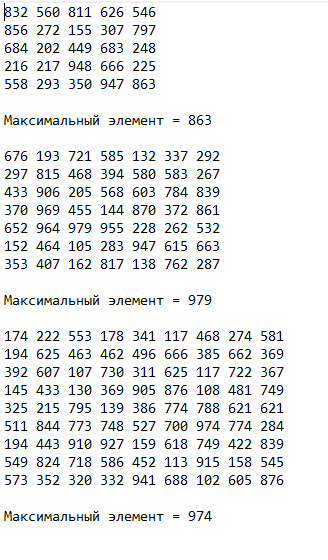 832 560 811 626 546
856 272 155 307 797
684 202 449 683 248
216 217 948 666 225
558 293 350 947 863
Максимальный элемент = 863
676 193 721 585 132 337 292
297 815 468 394 580 583 267
433 906 205 568 603 784 839
370 969 455 144 870 372 861
652 964 979 955 228 262 532
152 464 105 283 947 615 663
353 407 162 817 138 762 287
Максимальный элемент = 979
174 222 553 178 341 117 468 274 581
194 625 463 462 496 666 385 662 369
392 607 107 730 311 625 117 722 367
145 433 130 369 905 876 108 481 749
325 215 795 139 386 774 788 621 621
511 844 773 748 527 700 974 774 284
194 443 910 927 159 618 749 422 839
549 824 718 586 452 113 915 158 545
573 352 320 332 941 688 102 605 876
Максимальный элемент = 974